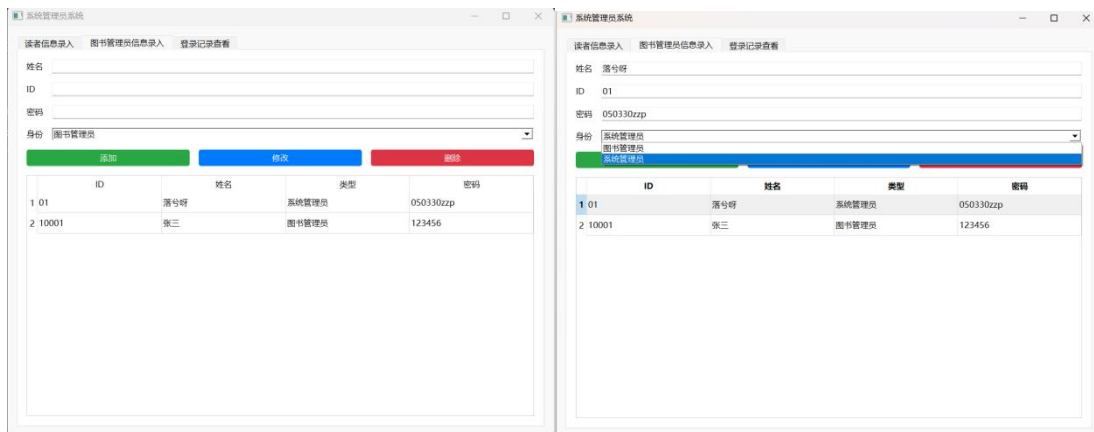 系统管理员系统
读者信息录入 图书管理员信息录入 登录记录查看
姓名
ID
密码
身份 图书管理员
添加 修改 删除
ID 姓名 类型 密码
1 01 落兮呀 系统管理员 050330zzp
2 10001 张三 图书管理员 123456
系统管理员系统
读者信息录入 图书管理员信息录入 登录记录查看
姓名 落兮呀
ID 01
密码 050330zzp
身份 系统管理员
图书管理员
系统管理员
ID 姓名 类型 密码
1 01 落兮呀 系统管理员 050330zzp
2 10001 张三 图书管理员 123456